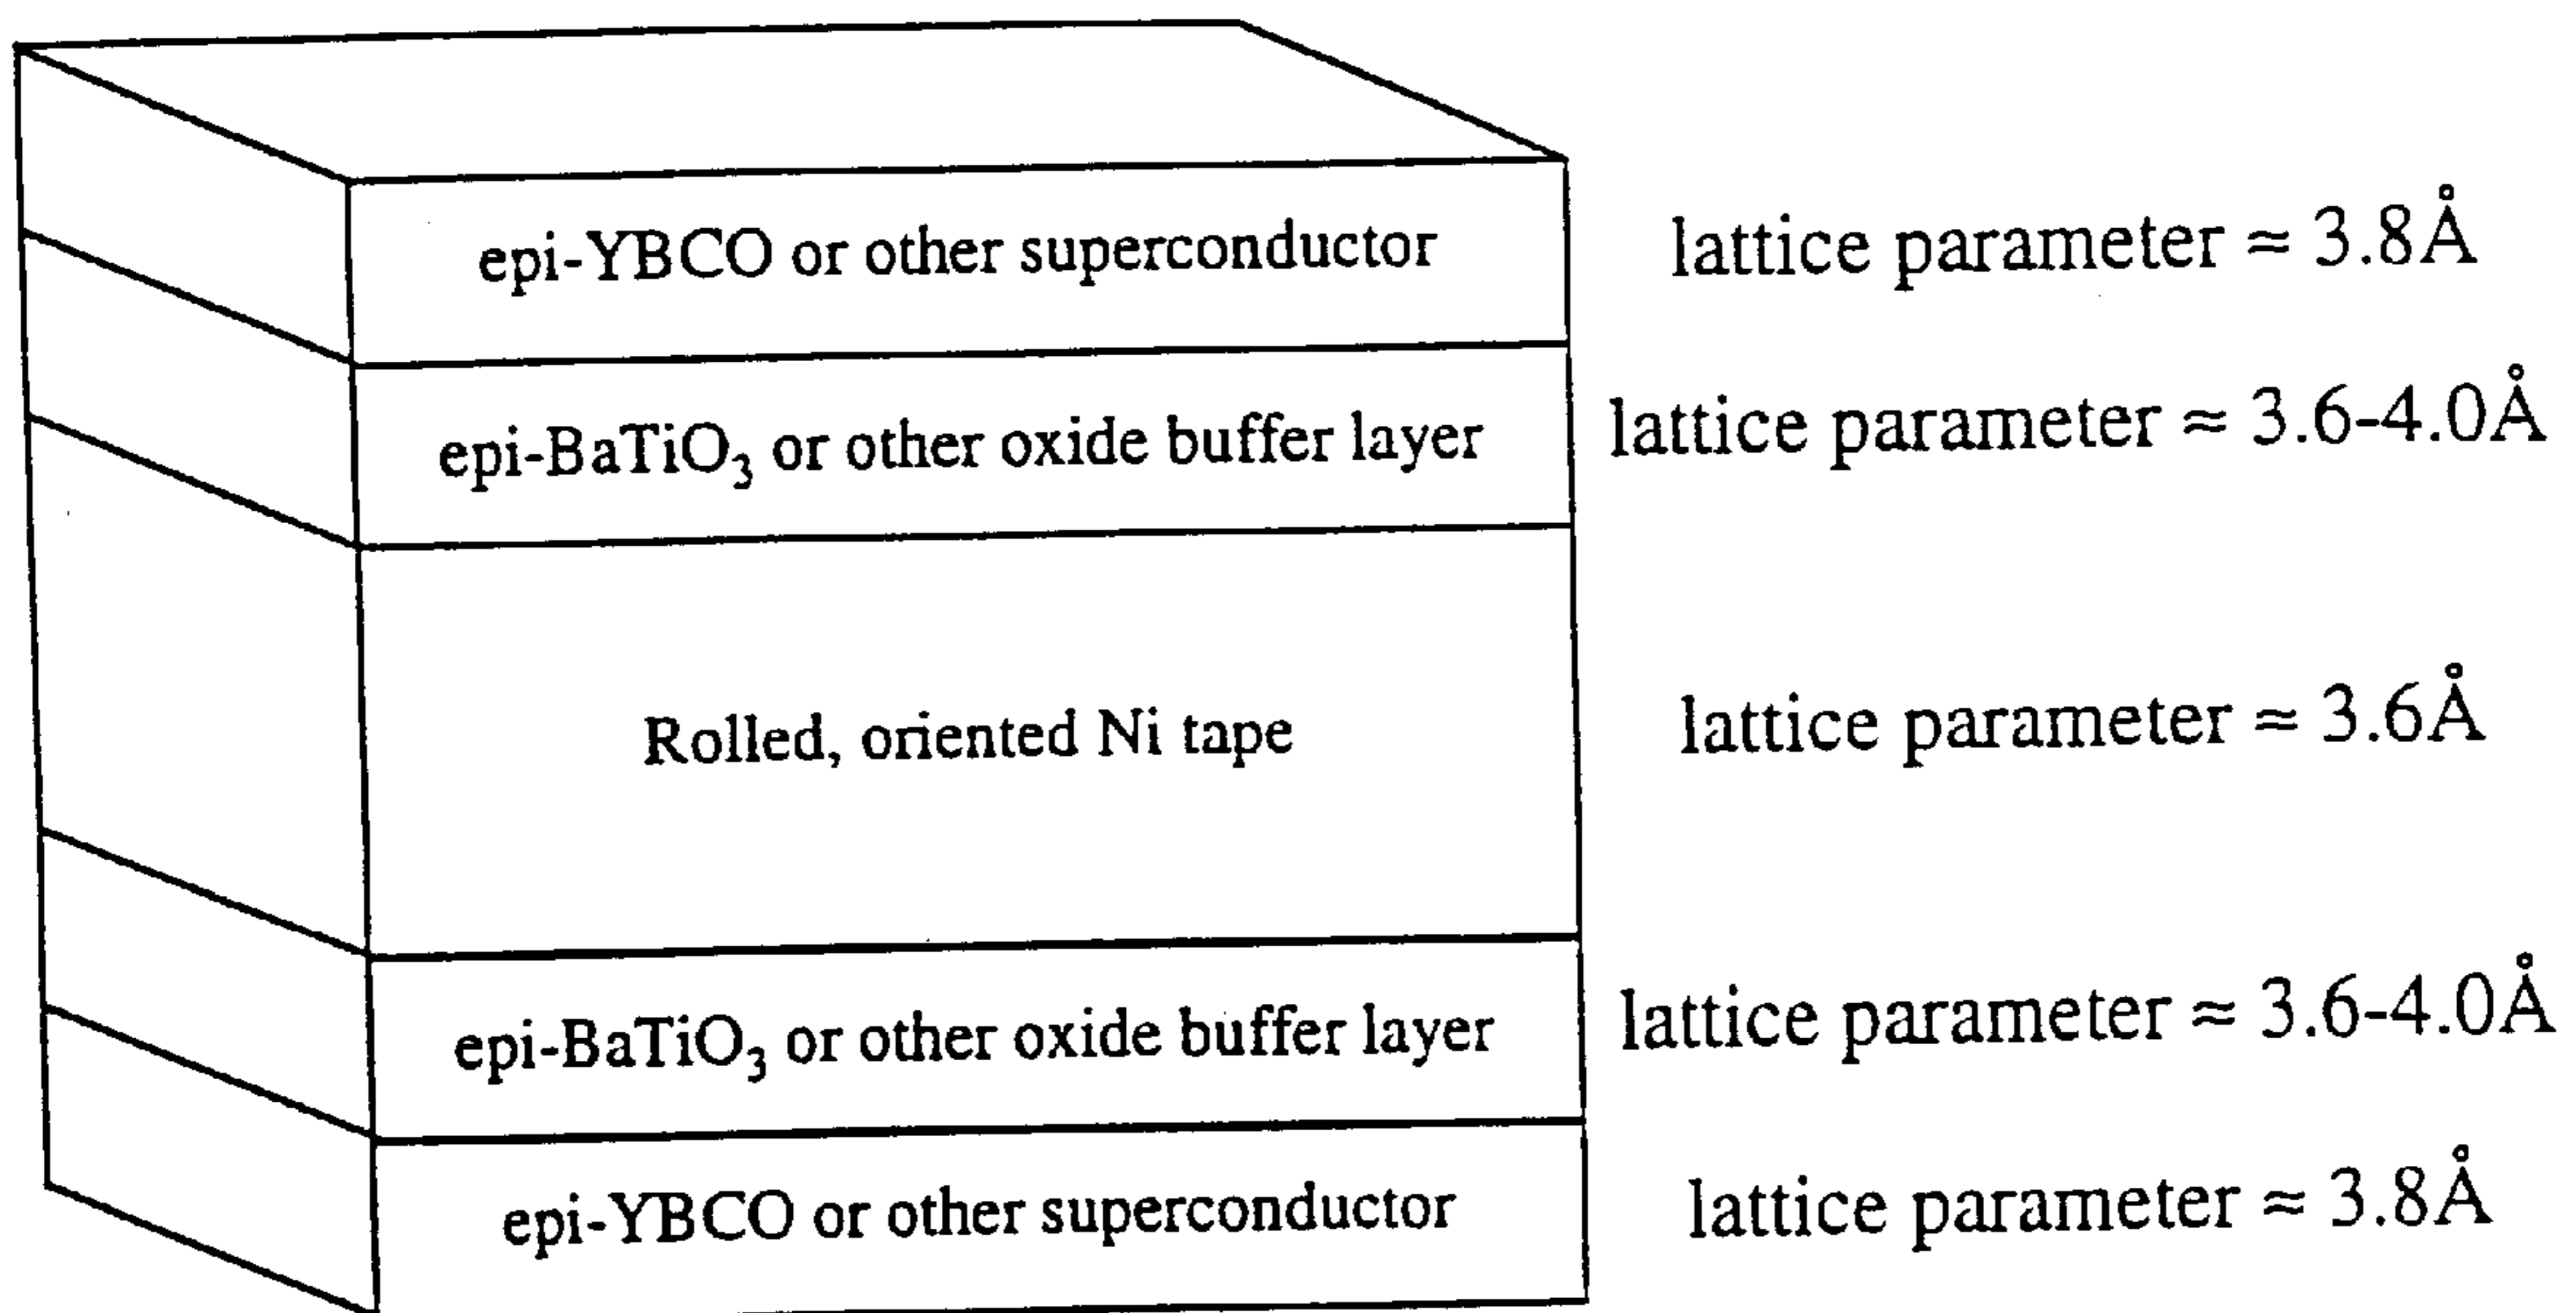 epi-YBCO or other superconductor lattice parameter ≈ 3.8Å
epi-BaTiO₃ or other oxide buffer layer lattice parameter ≈ 3.6-4.0Å
Rolled, oriented Ni tape lattice parameter ≈ 3.6Å
epi-BaTiO₃ or other oxide buffer layer lattice parameter ≈ 3.6-4.0Å
epi-YBCO or other superconductor lattice parameter ≈ 3.8Å